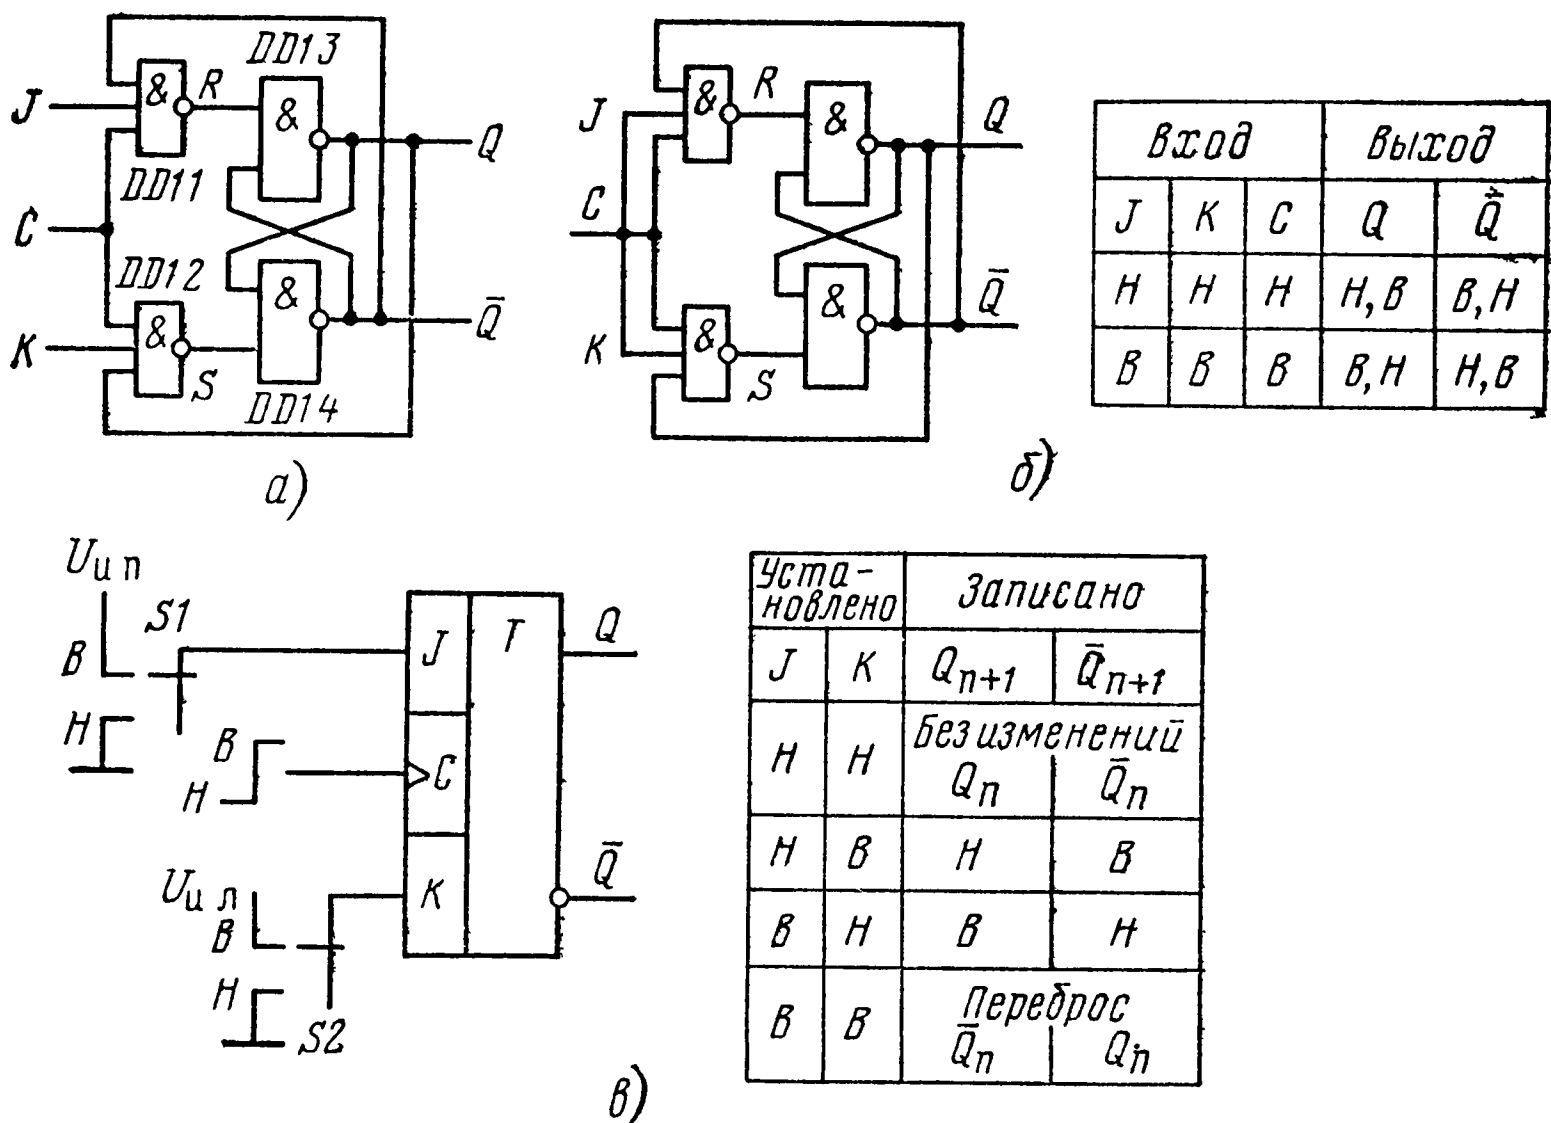 DD13
J
&
R
&
Q
DD11
C
DD12
&
K
&
S
Q̄
DD14
а)
J
&
R
&
Q
C
K
&
S
&
Q̄
б)
вход выход
J K C Q Q̄
Н Н Н Н,В В,Н
В В В В,Н Н,В
Uи п
S1
В
Н
В
Н
J T
C
K
Q
Q̄
Uи п
В
Н
S2
в)
Уста-
новлено
Записано
J K Qn+1 Q̄n+1
Н Н Без изменений
Qn Q̄n
Н В Н В
В Н В Н
В В Переброс
Q̄n Qn